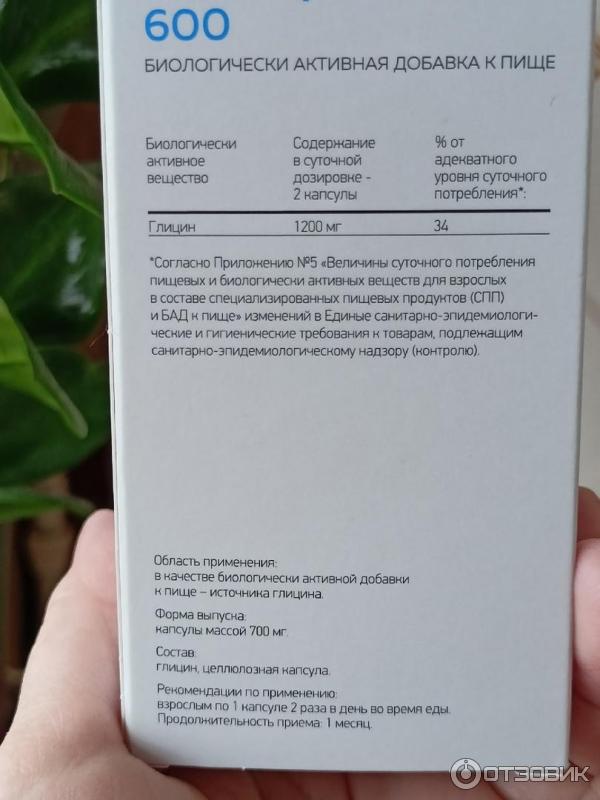 600
БИОЛОГИЧЕСКИ АКТИВНАЯ ДОБАВКА К ПИЩЕ
Биологически
активное
вещество
Содержание
в суточной
дозировке -
2 капсулы
% от
адекватного
уровня суточного
потребления*:
Глицин 1200 мг 34
*Согласно Приложению №5 «Величины суточного потребления
пищевых и биологически активных веществ для взрослых
в составе специализированных пищевых продуктов (СПП)
и БАД к пище» изменений в Единые санитарно-эпидемиологи-
ческие и гигиенические требования к товарам, подлежащим
санитарно-эпидемиологическому надзору (контролю).
Область применения:
в качестве биологически активной добавки
к пище – источника глицина.
Форма выпуска:
капсулы массой 700 мг.
Состав:
глицин, целлюлозная капсула.
Рекомендации по применению:
взрослым по 1 капсуле 2 раза в день во время еды.
Продолжительность приема: 1 месяц.
ОТЗОВИК